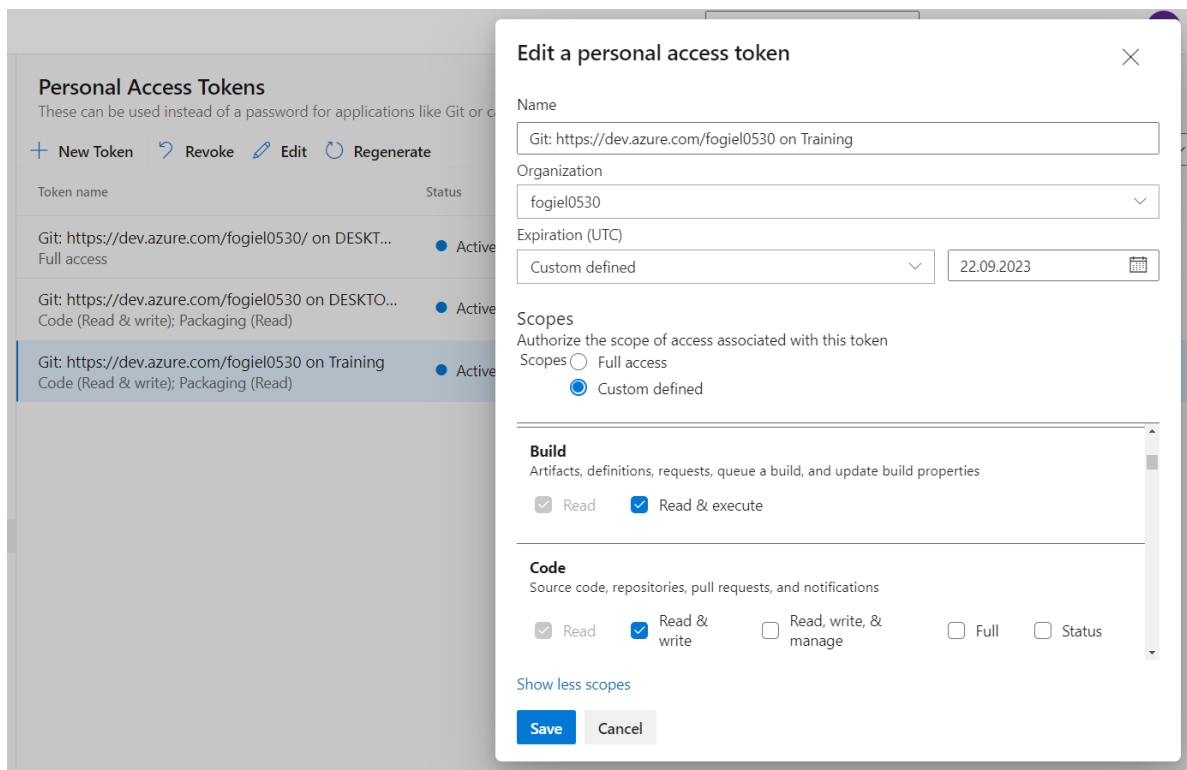 Personal Access Tokens
These can be used instead of a password for applications like Git or
New Token
Revoke
Edit
Regenerate
Token name
Status
Git: https://dev.azure.com/fogiel0530/ on DESKT...
Active
Full access
Git: https://dev.azure.com/fogiel0530 on DESKTO...
Active
Code (Read & write); Packaging (Read)
Git: https://dev.azure.com/fogiel0530 on Training
Active
Code (Read & write); Packaging (Read)
Edit a personal access token
Name
Git: https://dev.azure.com/fogiel0530 on Training
Organization
fogiel0530
Expiration (UTC)
Custom defined
22.09.2023
Scopes
Authorize the scope of access associated with this token
Scopes
Full access
Custom defined
Build
Artifacts, definitions, requests, queue a build, and update build properties
Read
Read & execute
Code
Source code, repositories, pull requests, and notifications
Read
Read &
write
Read, write, &
manage
Full
Status
Show less scopes
Save
Cancel